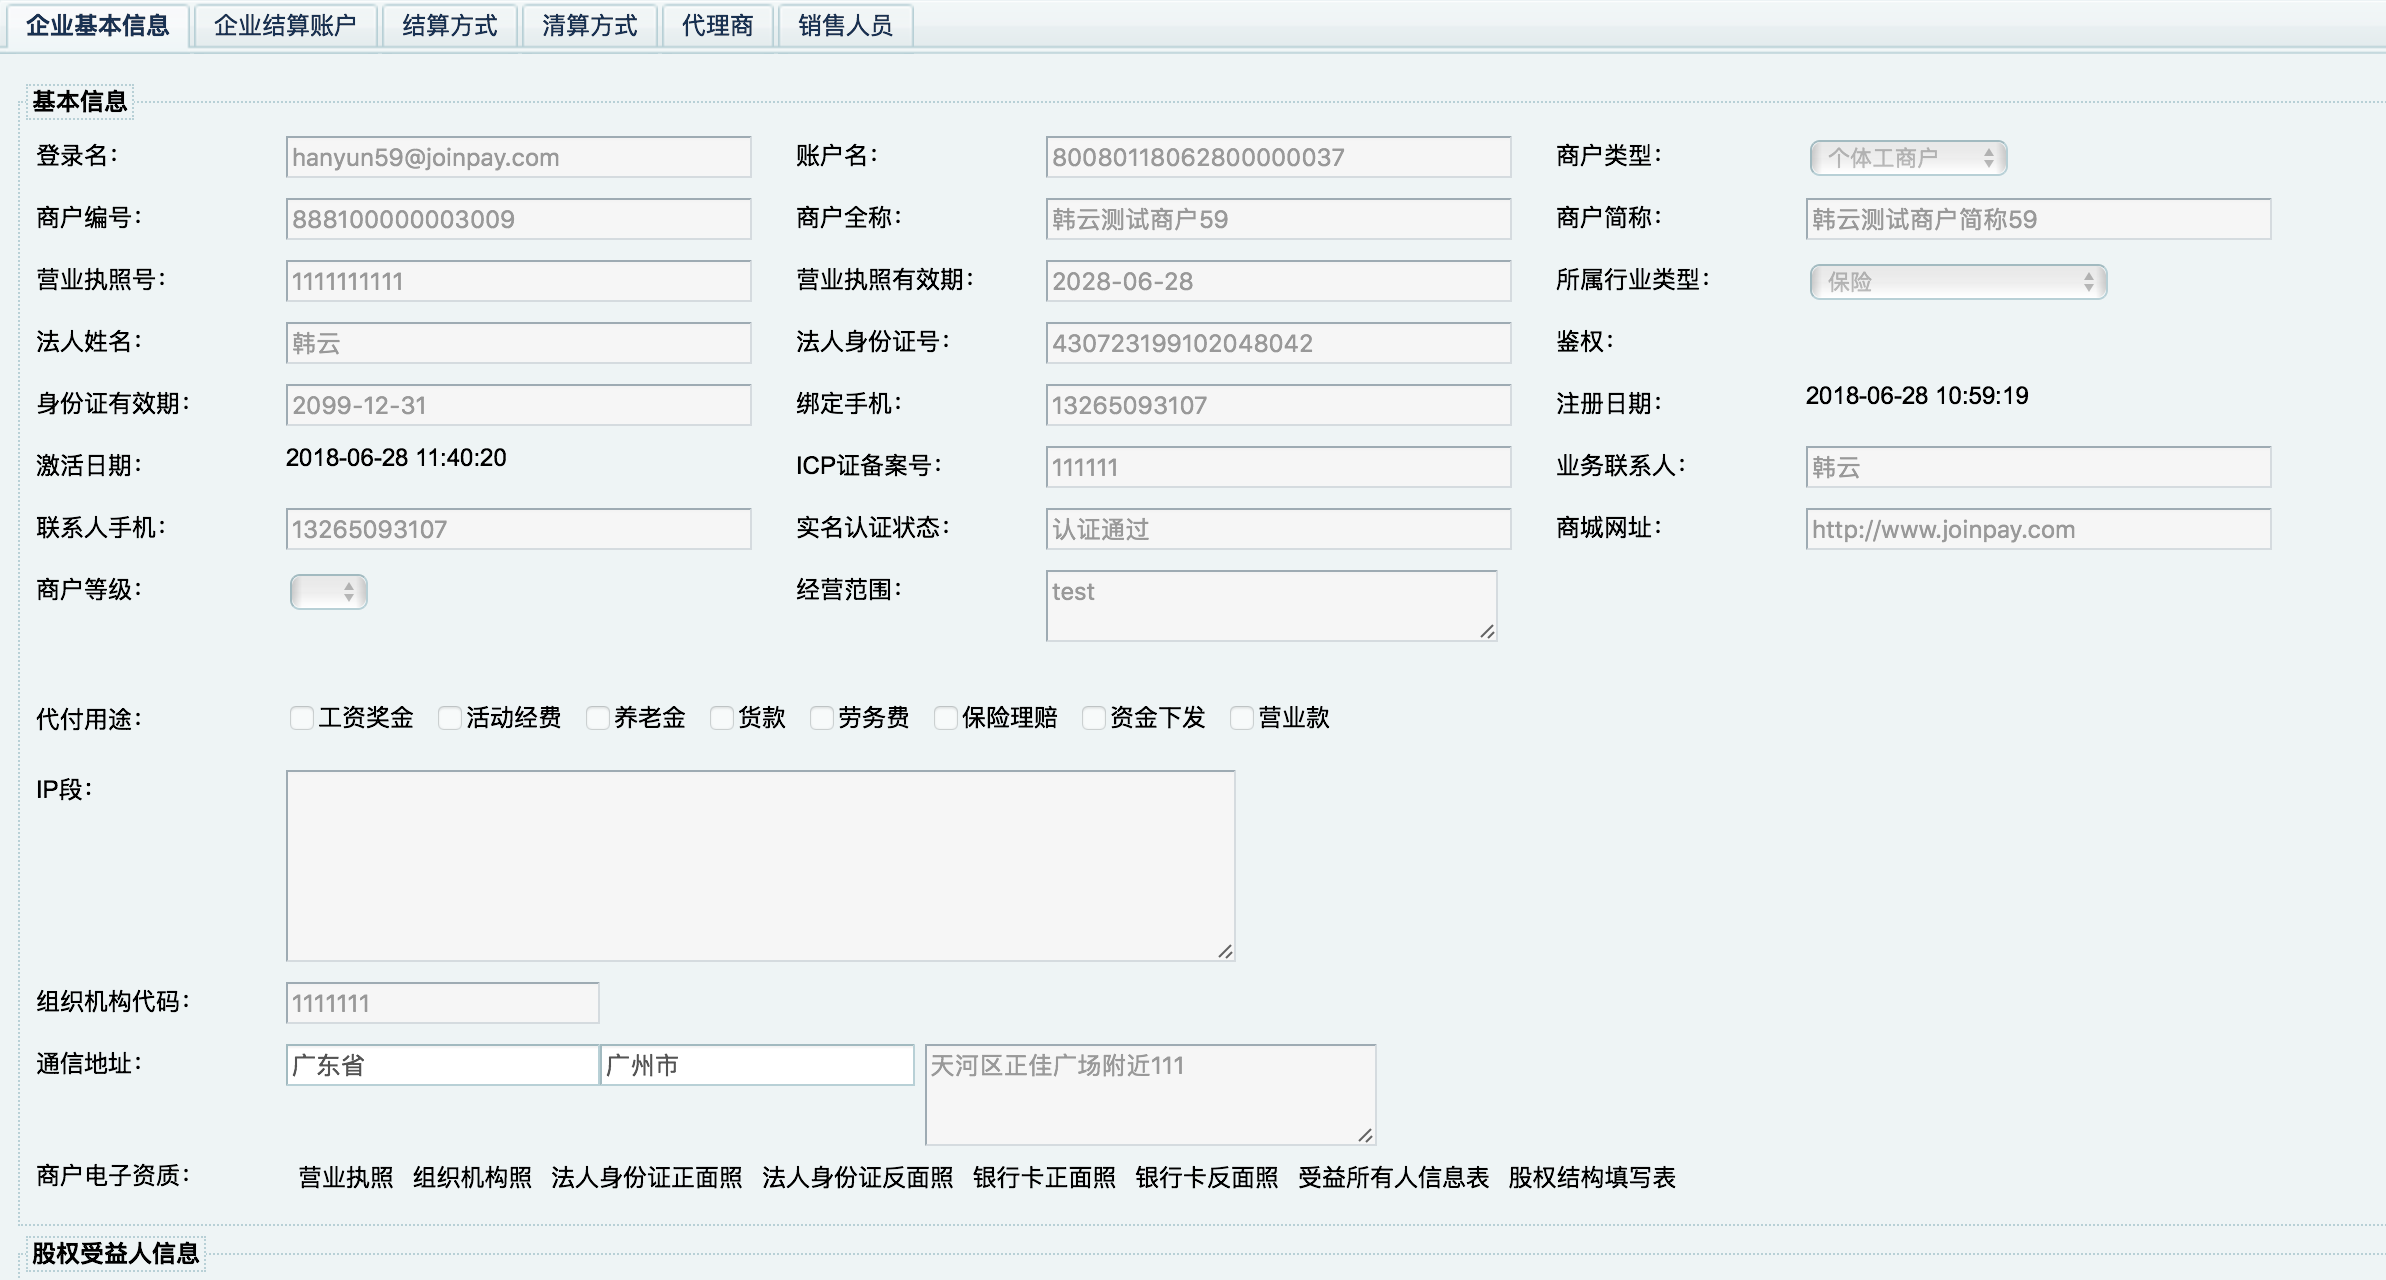 企业基本信息 企业结算账户 结算方式 清算方式 代理商 销售人员
基本信息
登录名: hanyun59@joinpay.com 账户名: 80080118062800000037 商户类型: 个体工商户
商户编号: 888100000003009 商户全称: 韩云测试商户59 商户简称: 韩云测试商户简称59
营业执照号: 1111111111 营业执照有效期: 2028-06-28 所属行业类型: 保险
法人姓名: 韩云 法人身份证号: 430723199102048042 鉴权:
身份证有效期: 2099-12-31 绑定手机: 13265093107 注册日期: 2018-06-28 10:59:19
激活日期: 2018-06-28 11:40:20 ICP证备案号: 111111 业务联系人: 韩云
联系人手机: 13265093107 实名认证状态: 认证通过 商城网址: http://www.joinpay.com
商户等级: 经营范围: test
代付用途: 工资奖金 活动经费 养老金 货款 劳务费 保险理赔 资金下发 营业款
IP段:
组织机构代码: 1111111
通信地址: 广东省 广州市 天河区正佳广场附近111
商户电子资质: 营业执照 组织机构照 法人身份证正面照 法人身份证反面照 银行卡正面照 银行卡反面照 受益所有人信息表 股权结构填写表
股权受益人信息